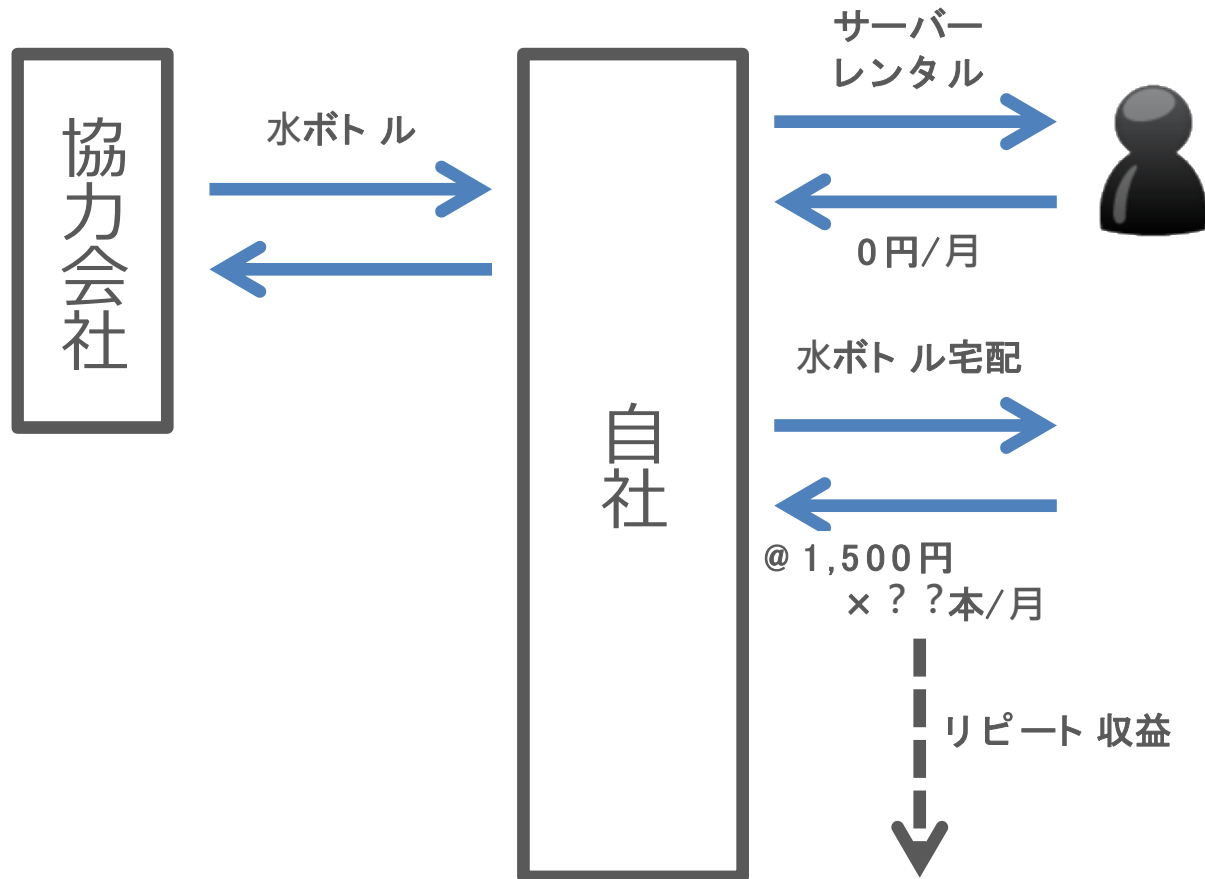 協力会社
水ボトル
自社
サーバー
レンタル
0円/月
水ボトル宅配
@1,500円
×??本/月
リピート収益